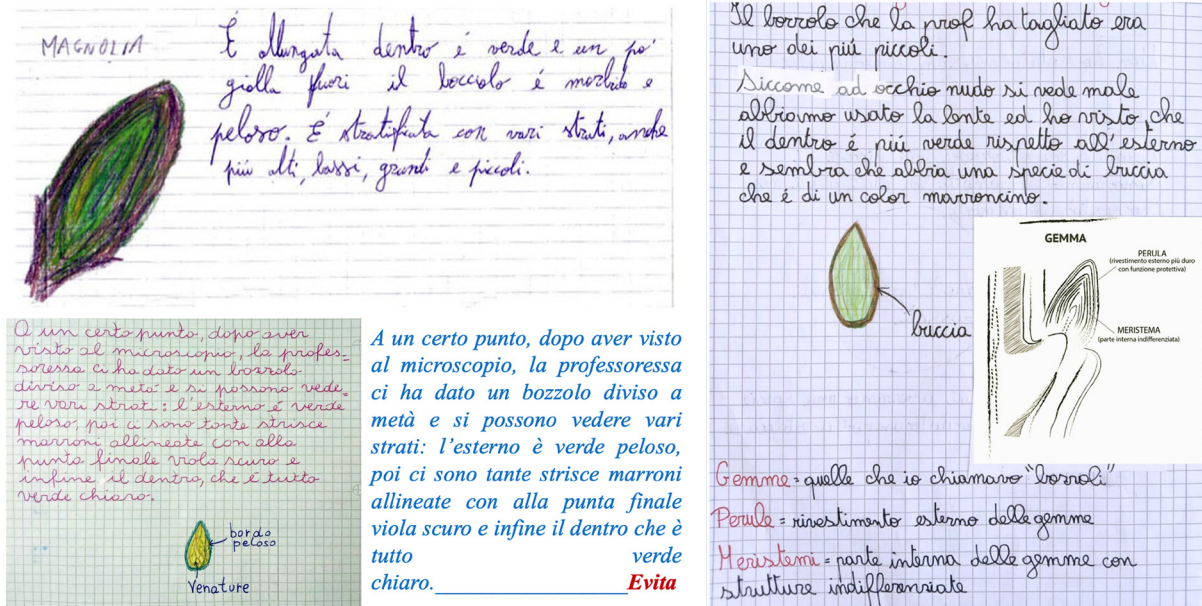 MAGNOLIA
É allungata dentro é verde e un po'
gialla fuori il bocciolo é morbido e
peloso. É stratificata con vari strati, anche
più alti, bassi, grandi e piccoli.
A un certo punto, dopo aver
visto al microscopio, la profes-
soressa ci ha dato un bozzolo
diviso a metà e si possono vede-
re vari strati: l'esterno é verde
peloso, poi ci sono tante strisce
marroni allineate con alla
punta finale viola scuro e
infine il dentro, che é tutto
verde chiaro.
bordo
peloso
Venature
A un certo punto, dopo aver visto
al microscopio, la professoressa
ci ha dato un bozzolo diviso a
metà e si possono vedere vari
strati: l'esterno è verde peloso,
poi ci sono tante strisce marroni
allineate con alla punta finale
viola scuro e infine il dentro che è
tutto verde
chiaro.___________________Evita
Il bozzolo che la prof ha tagliato era
uno dei piú piccoli.
Siccome ad occhio nudo si vede male
abbiamo usato la lente ed ho visto che
il dentro é piú verde rispetto all'esterno
e sembra che abbia una specie di buccia
che é di un color marroncino.
buccia
GEMMA
PERULA
(rivestimento esterno più duro
con funzione protettiva)
MERISTEMA
(parte interna indifferenziata)
Gemme = quelle che io chiamavo "bozzoli"
Perule = rivestimento esterno delle gemme
Meristemi = parte interna delle gemme con
strutture indifferenziate